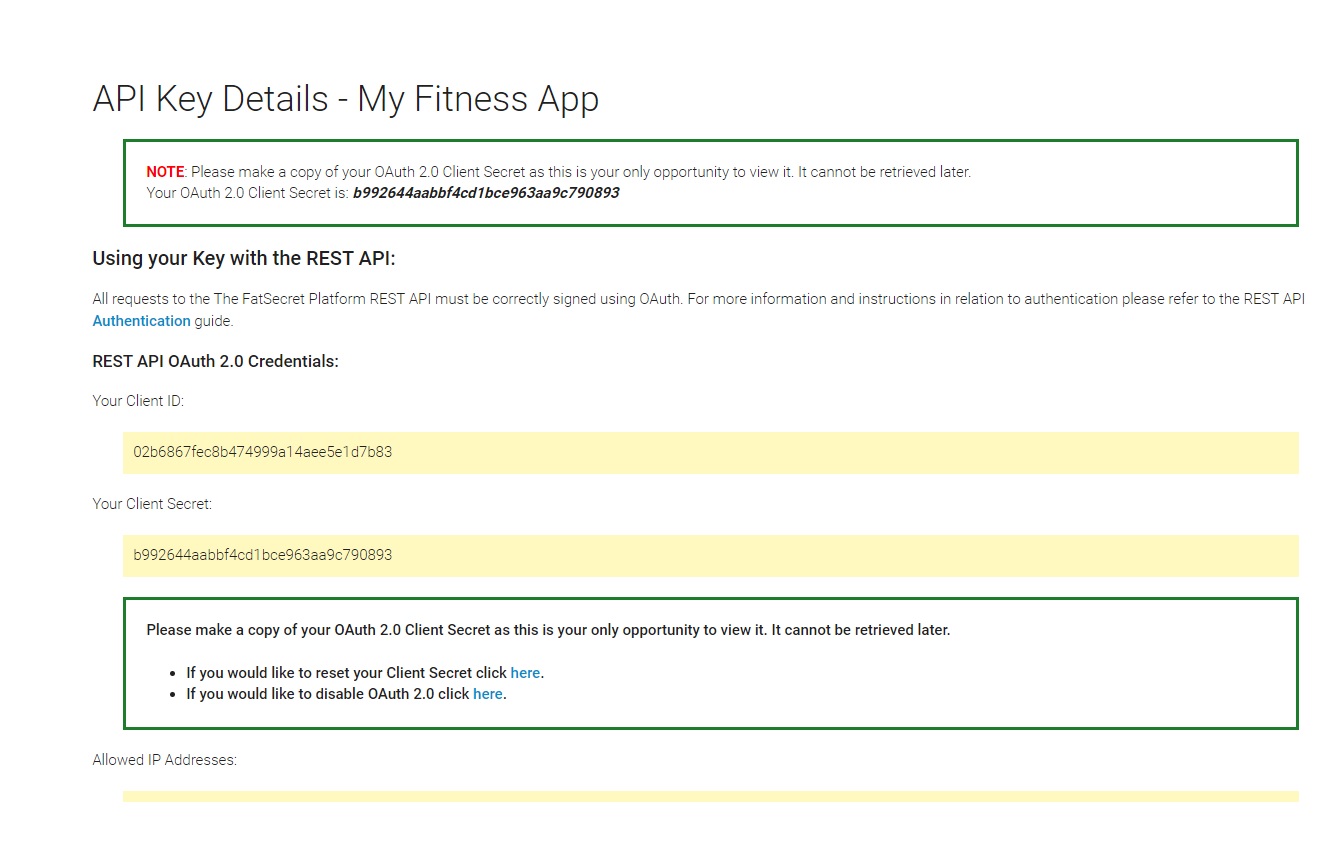 API Key Details - My Fitness App
NOTE: Please make a copy of your OAuth 2.0 Client Secret as this is your only opportunity to view it. It cannot be retrieved later.
Your OAuth 2.0 Client Secret is: b992644aabbf4cd1bce963aa9c790893
Using your Key with the REST API:
All requests to the The FatSecret Platform REST API must be correctly signed using OAuth. For more information and instructions in relation to authentication please refer to the REST API
Authentication guide.
REST API OAuth 2.0 Credentials:
Your Client ID:
02b6867fec8b474999a14aee5e1d7b83
Your Client Secret:
b992644aabbf4cd1bce963aa9c790893
Please make a copy of your OAuth 2.0 Client Secret as this is your only opportunity to view it. It cannot be retrieved later.
• If you would like to reset your Client Secret click here.
• If you would like to disable OAuth 2.0 click here.
Allowed IP Addresses: